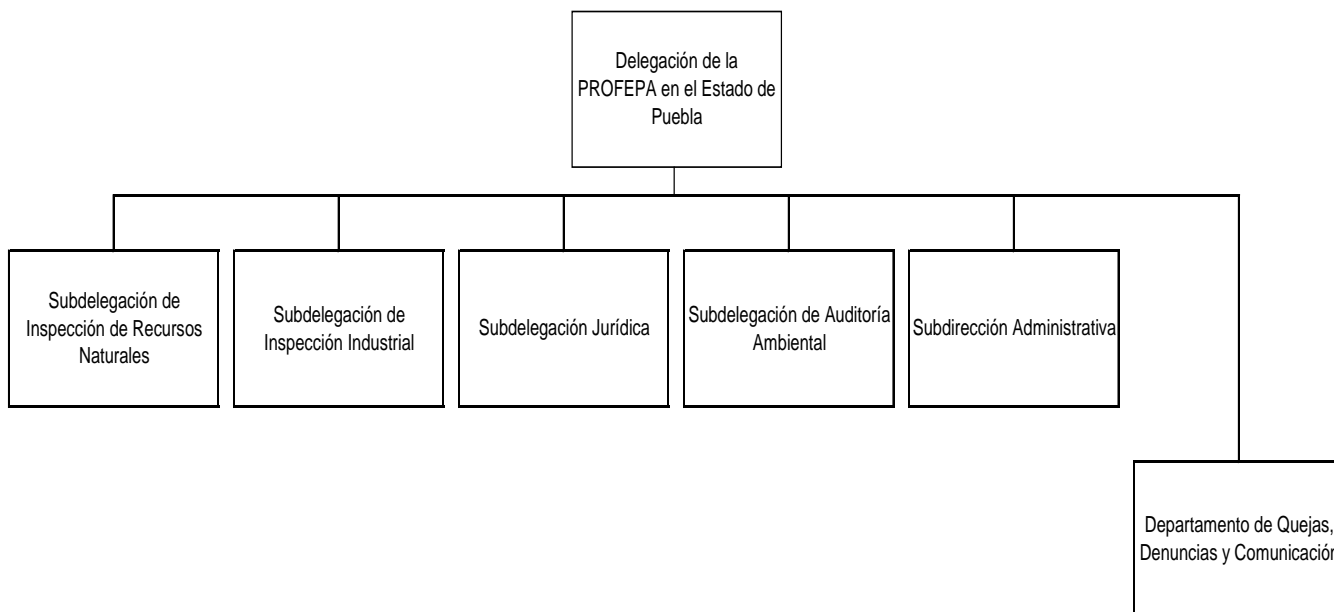 Delegación de la
PROFEPA en el Estado de
Puebla
Subdelegación de
Inspección de Recursos
Naturales
Subdelegación de
Inspección Industrial
Subdelegación Jurídica
Subdelegación de Auditoría
Ambiental
Subdirección Administrativa
Departamento de Quejas,
Denuncias y Comunicación